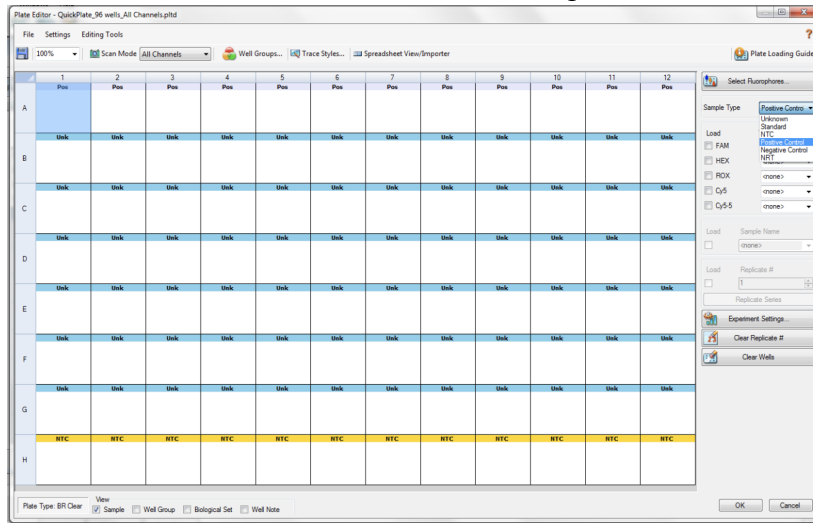 Plate Editor - QuickPlate_96 wells_All Channels.pltd
File Settings Editing Tools ?
100% Scan Mode All Channels Well Groups... Trace Styles... Spreadsheet View/Importer Plate Loading Guide
1 2 3 4 5 6 7 8 9 10 11 12
Select Fluorophores...
A Pos Pos Pos Pos Pos Pos Pos Pos Pos Pos Pos Pos
B Unk Unk Unk Unk Unk Unk Unk Unk Unk Unk Unk Unk
C Unk Unk Unk Unk Unk Unk Unk Unk Unk Unk Unk Unk
D Unk Unk Unk Unk Unk Unk Unk Unk Unk Unk Unk Unk
E Unk Unk Unk Unk Unk Unk Unk Unk Unk Unk Unk Unk
F Unk Unk Unk Unk Unk Unk Unk Unk Unk Unk Unk Unk
G Unk Unk Unk Unk Unk Unk Unk Unk Unk Unk Unk Unk
H NTC NTC NTC NTC NTC NTC NTC NTC NTC NTC NTC NTC
Sample Type Positive Contro
Unknown
Standard
NTC
Positive Control
Negative Control
NRT
Load
FAM
HEX
ROX <none>
Cy5 <none>
Cy5-5 <none>
Load Sample Name
<none>
Load Replicate #
1
Replicate Series
Experiment Settings...
Clear Replicate #
Clear Wells
Plate Type: BR Clear
View
Sample Well Group Biological Set Well Note
OK Cancel